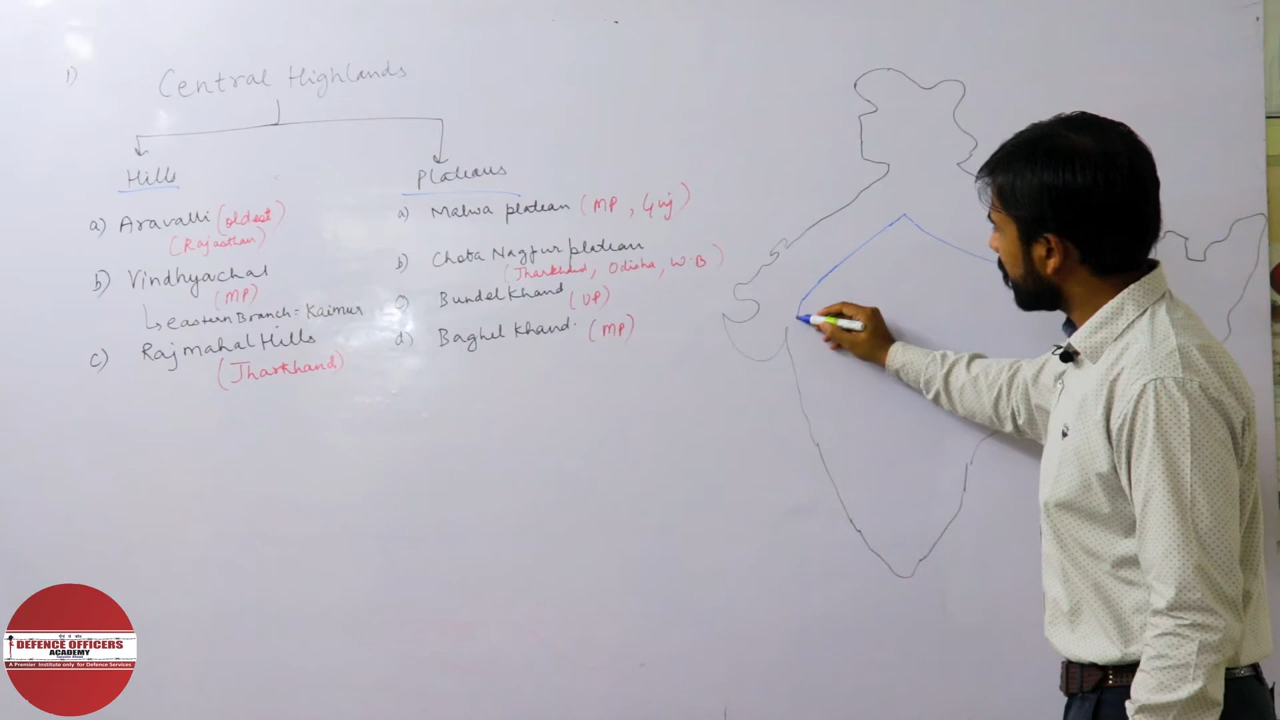 1)
Central Highlands
Hills
Plateaus
a) Aravalli (oldest)
(Rajasthan)
b) Vindhyachal
(MP)
eastern Branch = Kaimur
c) Rajmahal Hills
(Jharkhand)
a) Malwa plateau (MP, Guj)
b) Chota Nagpur plateau
(Jharkhand, Odisha, W.B)
c) Bundel Khand (UP)
d) Baghel Khand. (MP)
DEFENCE OFFICERS
ACADEMY
A Premier Institute only for Defence Services